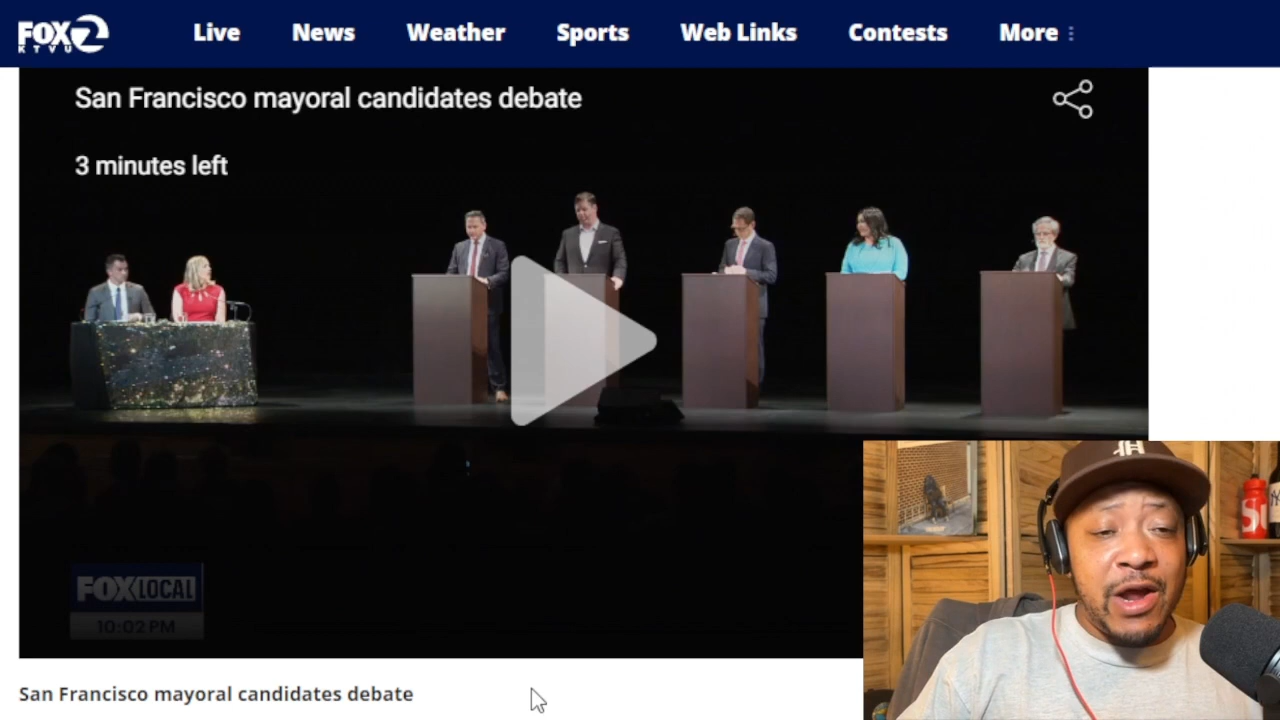 FOX 2
KTVU
Live News Weather Sports Web Links Contests More
San Francisco mayoral candidates debate
3 minutes left
FOX LOCAL
10:02 PM
San Francisco mayoral candidates debate